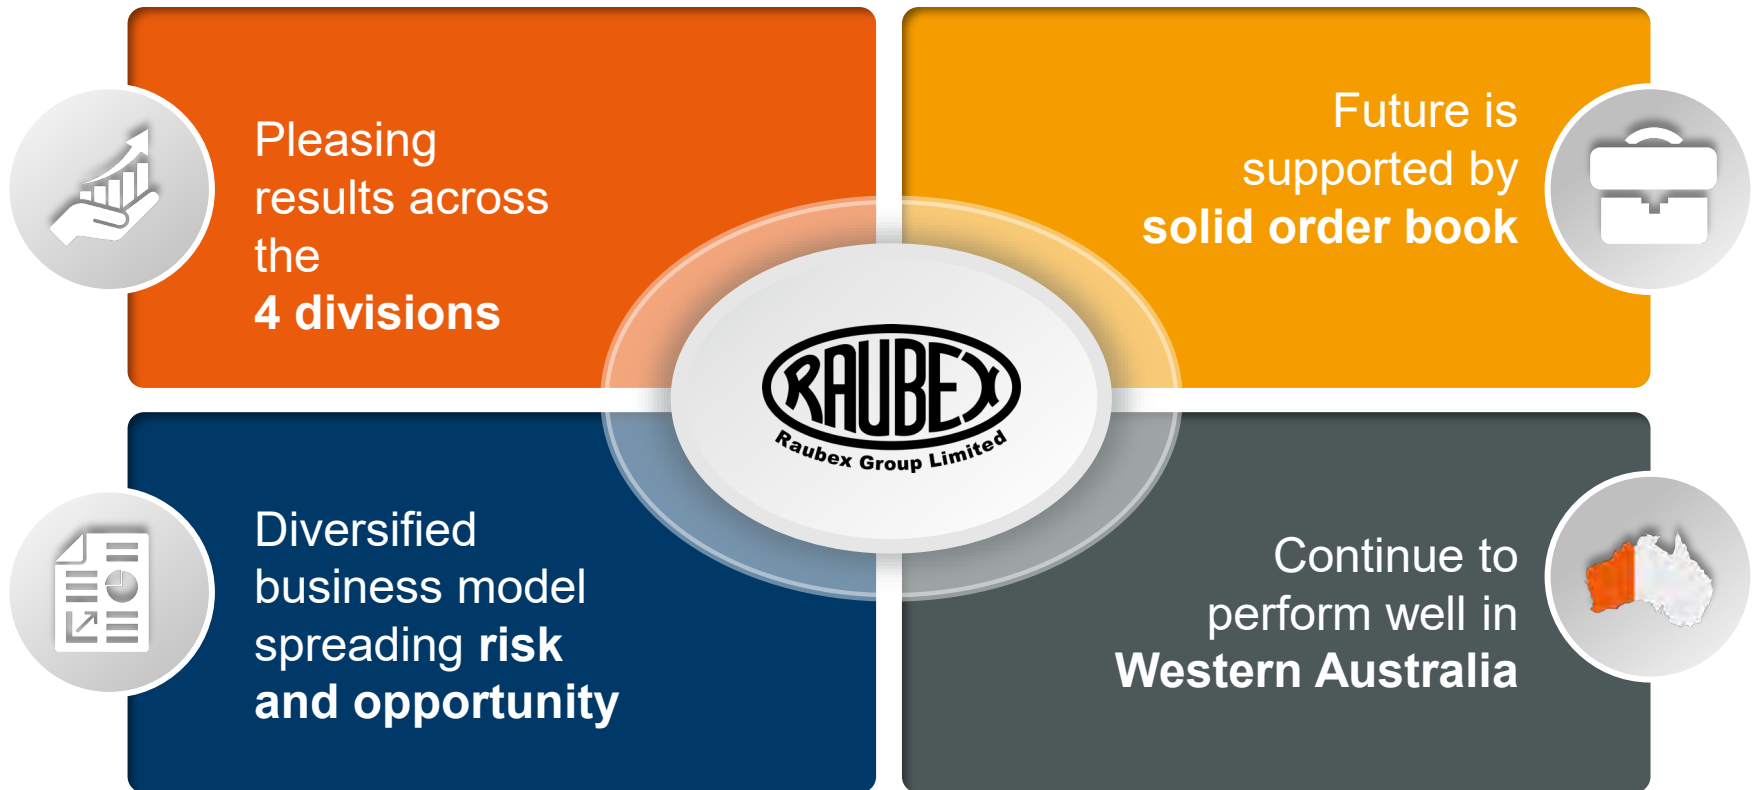 Pleasing
results across
the
4 divisions
Future is
supported by
solid order book
RAUBEX
Raubex Group Limited
Diversified
business model
spreading risk
and opportunity
Continue to
perform well in
Western Australia